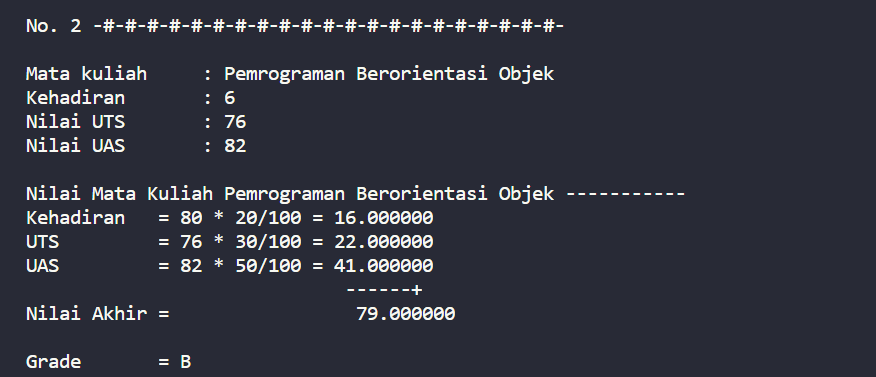 No. 2 -#-#-#-#-#-#-#-#-#-#-#-#-#-#-#-#-#-#-#-#-#-
Mata kuliah     : Pemrograman Berorientasi Objek
Kehadiran       : 6
Nilai UTS       : 76
Nilai UAS       : 82
Nilai Mata Kuliah Pemrograman Berorientasi Objek -----------
Kehadiran   = 80 * 20/100 = 16.000000
UTS         = 76 * 30/100 = 22.000000
UAS         = 82 * 50/100 = 41.000000
------+
Nilai Akhir =                 79.000000
Grade       = B